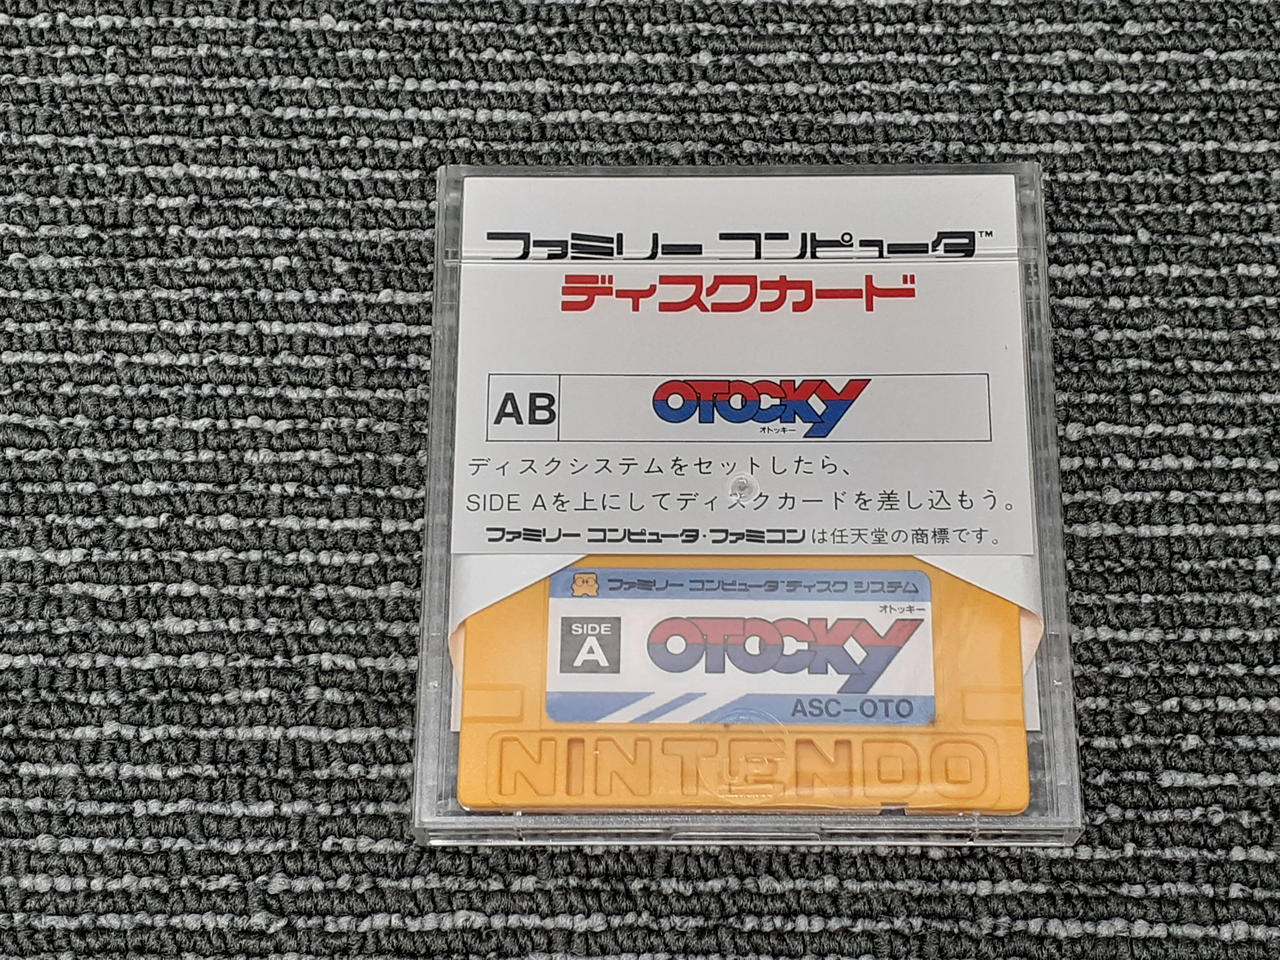 ファミリー コンピュータ™
ディスクカード
AB
OTOCKY
オトッキー
ディスクシステムをセットしたら、
SIDE Aを上にしてディスクカードを差し込もう。
ファミリー コンピュータ・ファミコンは任天堂の商標です。
ファミリー コンピュータ ディスク システム
オトッキー
SIDE
A
OTOCKY
ASC-OTO
NINTENDO